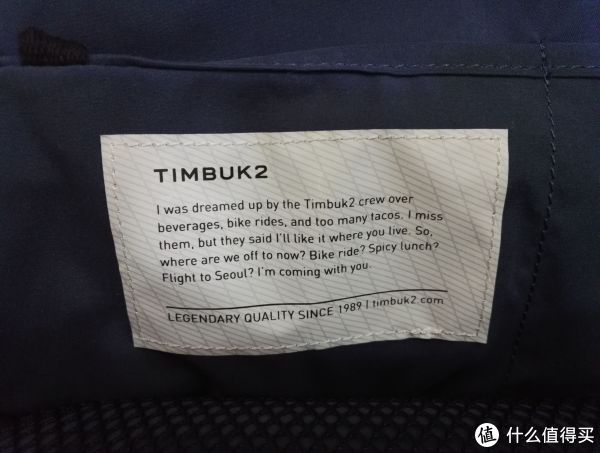 TIMBUK2
I was dreamed up by the Timbuk2 crew over
beverages, bike rides, and too many tacos. I miss
them, but they said I'll like it where you live. So,
where are we off to now? Bike ride? Spicy lunch?
Flight to Seoul? I'm coming with you.
LEGENDARY QUALITY SINCE 1989 | timbuk2.com
值 什么值得买